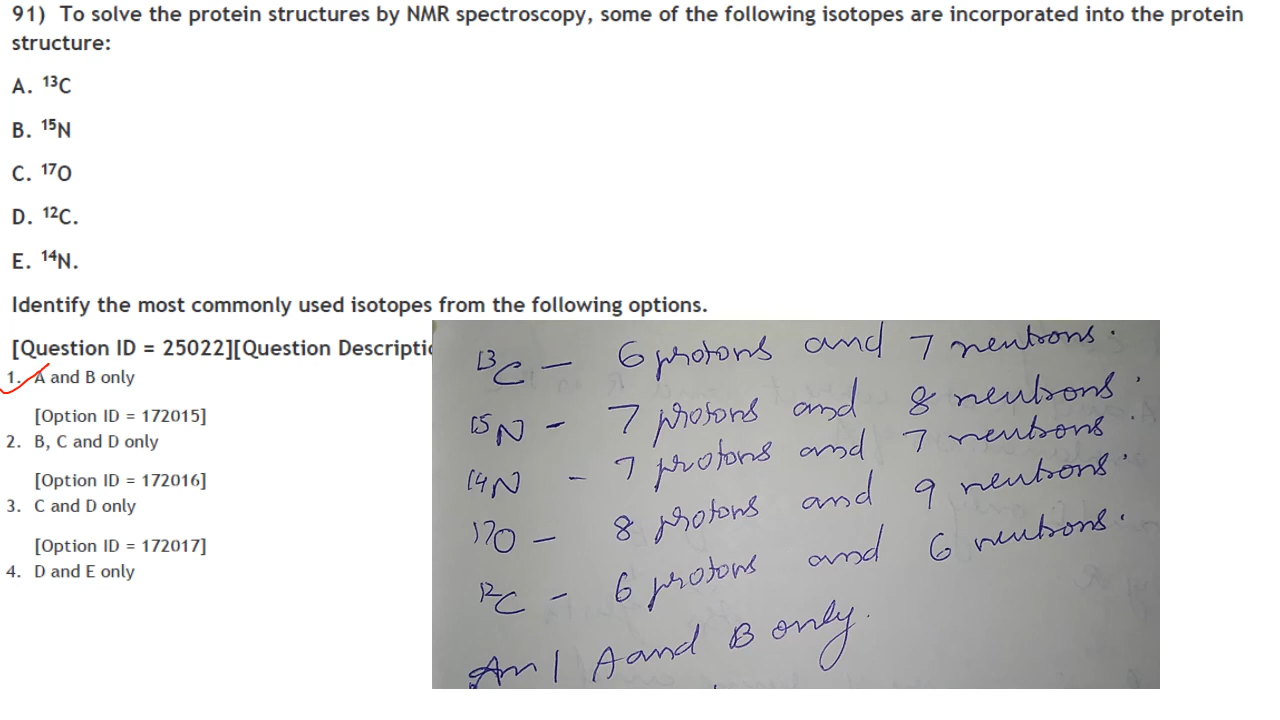 91) To solve the protein structures by NMR spectroscopy, some of the following isotopes are incorporated into the protein
structure:
A. ¹³C
B. ¹⁵N
C. ¹⁷O
D. ¹²C.
E. ¹⁴N.
Identify the most commonly used isotopes from the following options.
[Question ID = 25022][Question Descriptio
1. A and B only
[Option ID = 172015]
2. B, C and D only
[Option ID = 172016]
3. C and D only
[Option ID = 172017]
4. D and E only
¹³C – 6 protons and 7 neutrons.
¹⁵N – 7 protons and 8 neutrons.
¹⁴N – 7 protons and 7 neutrons
¹⁷O – 8 protons and 9 neutrons.
¹²C – 6 protons and 6 neutrons.
An 1 A and B only.